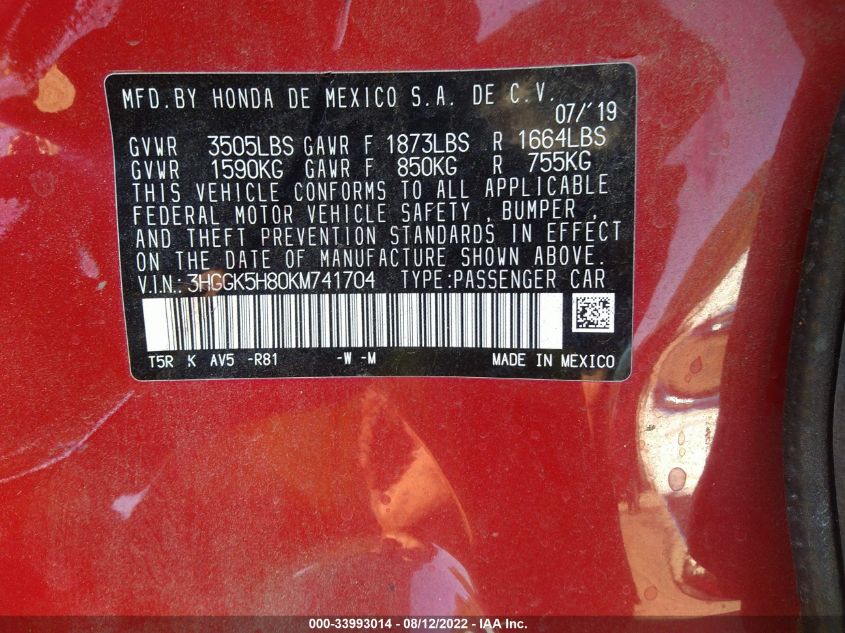 MFD.BY HONDA DE MEXICO S.A. DE C.V.
07/'19
GVWR 3505LBS GAWR F 1873LBS R 1664LBS
GVWR 1590KG GAWR F 850KG R 755KG
THIS VEHICLE CONFORMS TO ALL APPLICABLE
FEDERAL MOTOR VEHICLE SAFETY , BUMPER ,
AND THEFT PREVENTION STANDARDS IN EFFECT
ON THE DATE OF MANUFACTURE SHOWN ABOVE.
V.I.N.: 3HGGK5H80KM741704 TYPE:PASSENGER CAR
T5R K AV5 -R81 -W -M MADE IN MEXICO
000-33993014 - 08/12/2022 - IAA Inc.